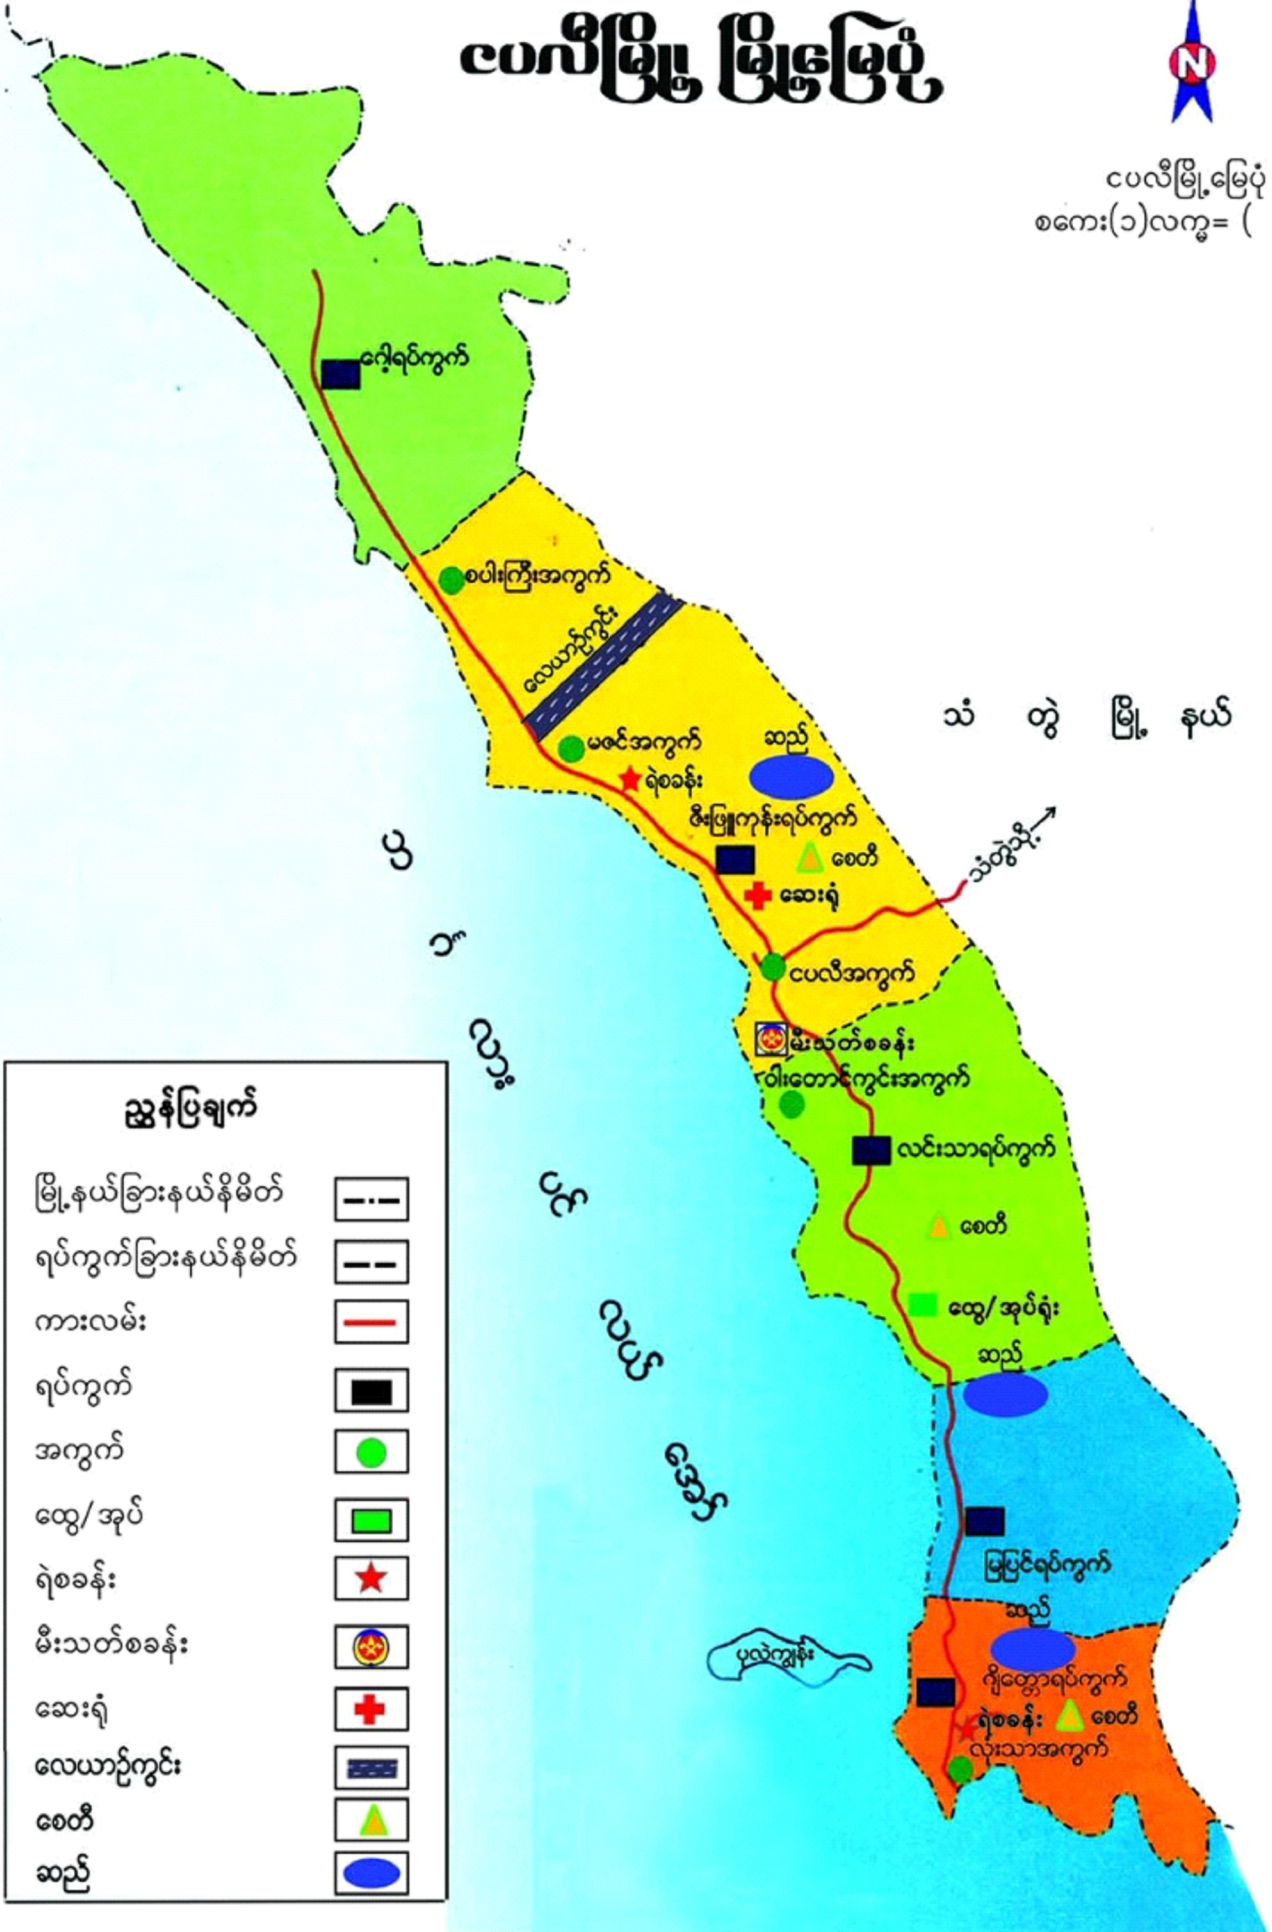 ငပလီမြို့ မြို့မြေပုံ
N
ငပလီမြို့မြေပုံ
စကေး(၁)လက္မ= (
ဂေါ့ရပ်ကွက်
စပါးကြီးအကွက်
လေယာဉ်ကွင်း
မဇင်အကွက်
ရဲစခန်း
ဆည်
ဇီးဖြူကုန်းရပ်ကွက်
စေတီ
ဆေးရုံ
သံတွဲသို့
သံ တွဲ မြို့ နယ်
ငပလီအကွက်
မီးသတ်စခန်း
ဝါးတောင်ကွင်းအကွက်
လင်းသာရပ်ကွက်
စေတီ
ထွေ/အုပ်ရုံး
ဆည်
မြပြင်ရပ်ကွက်
ဆည်
ဂျိတ္တောရပ်ကွက်
ရဲစခန်း
စေတီ
လုံးသာအကွက်
ပုလဲကျွန်း
ဘင်္ဂလား ပင်လယ် အော်
ညွှန်ပြချက်
မြို့နယ်ခြားနယ်နိမိတ်
ရပ်ကွက်ခြားနယ်နိမိတ်
ကားလမ်း
ရပ်ကွက်
အကွက်
ထွေ/အုပ်
ရဲစခန်း
မီးသတ်စခန်း
ဆေးရုံ
လေယာဉ်ကွင်း
စေတီ
ဆည်